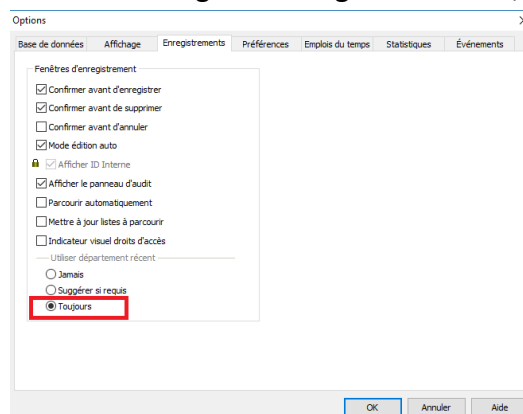 Options
Base de données Affichage Enregistrements Préférences Emplois du temps Statistiques Événements
Fenêtres d'enregistrement
Confirmer avant d'enregistrer
Confirmer avant de supprimer
Confirmer avant d'annuler
Mode édition auto
Afficher ID Interne
Afficher le panneau d'audit
Parcourir automatiquement
Mettre à jour listes à parcourir
Indicateur visuel droits d'accès
Utiliser département récent
Jamais
Suggérer si requis
Toujours
OK Annuler Aide